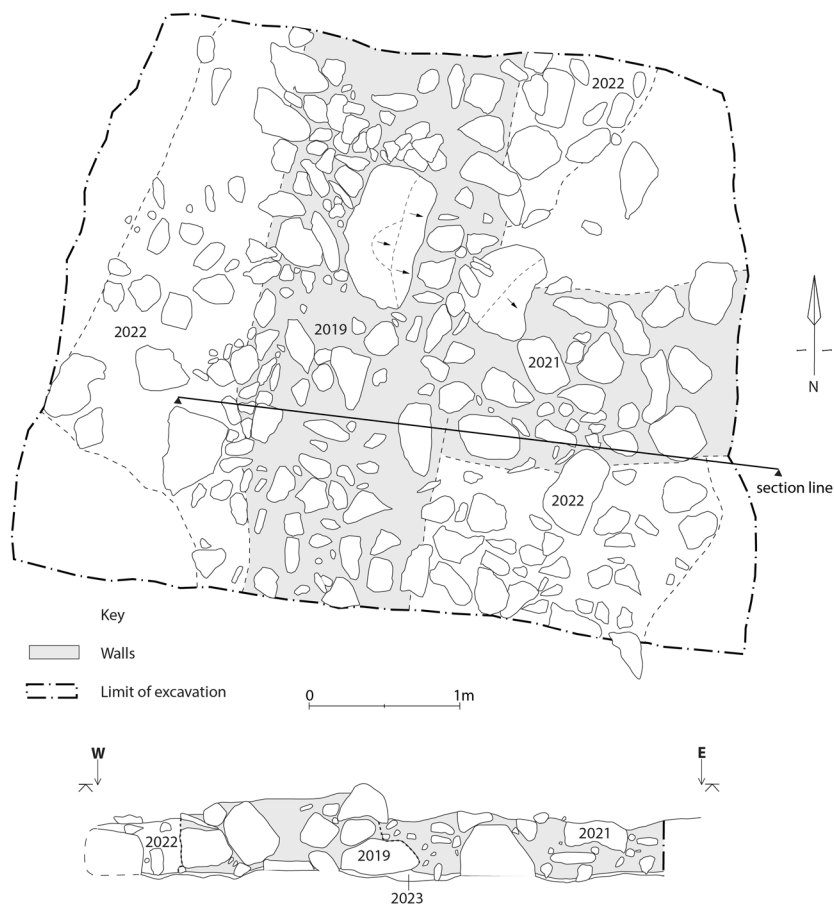 2022
2022
2019
2021
N
section line
2022
Key
Walls
Limit of excavation
0 1m
W E
2022
2019
2021
2023